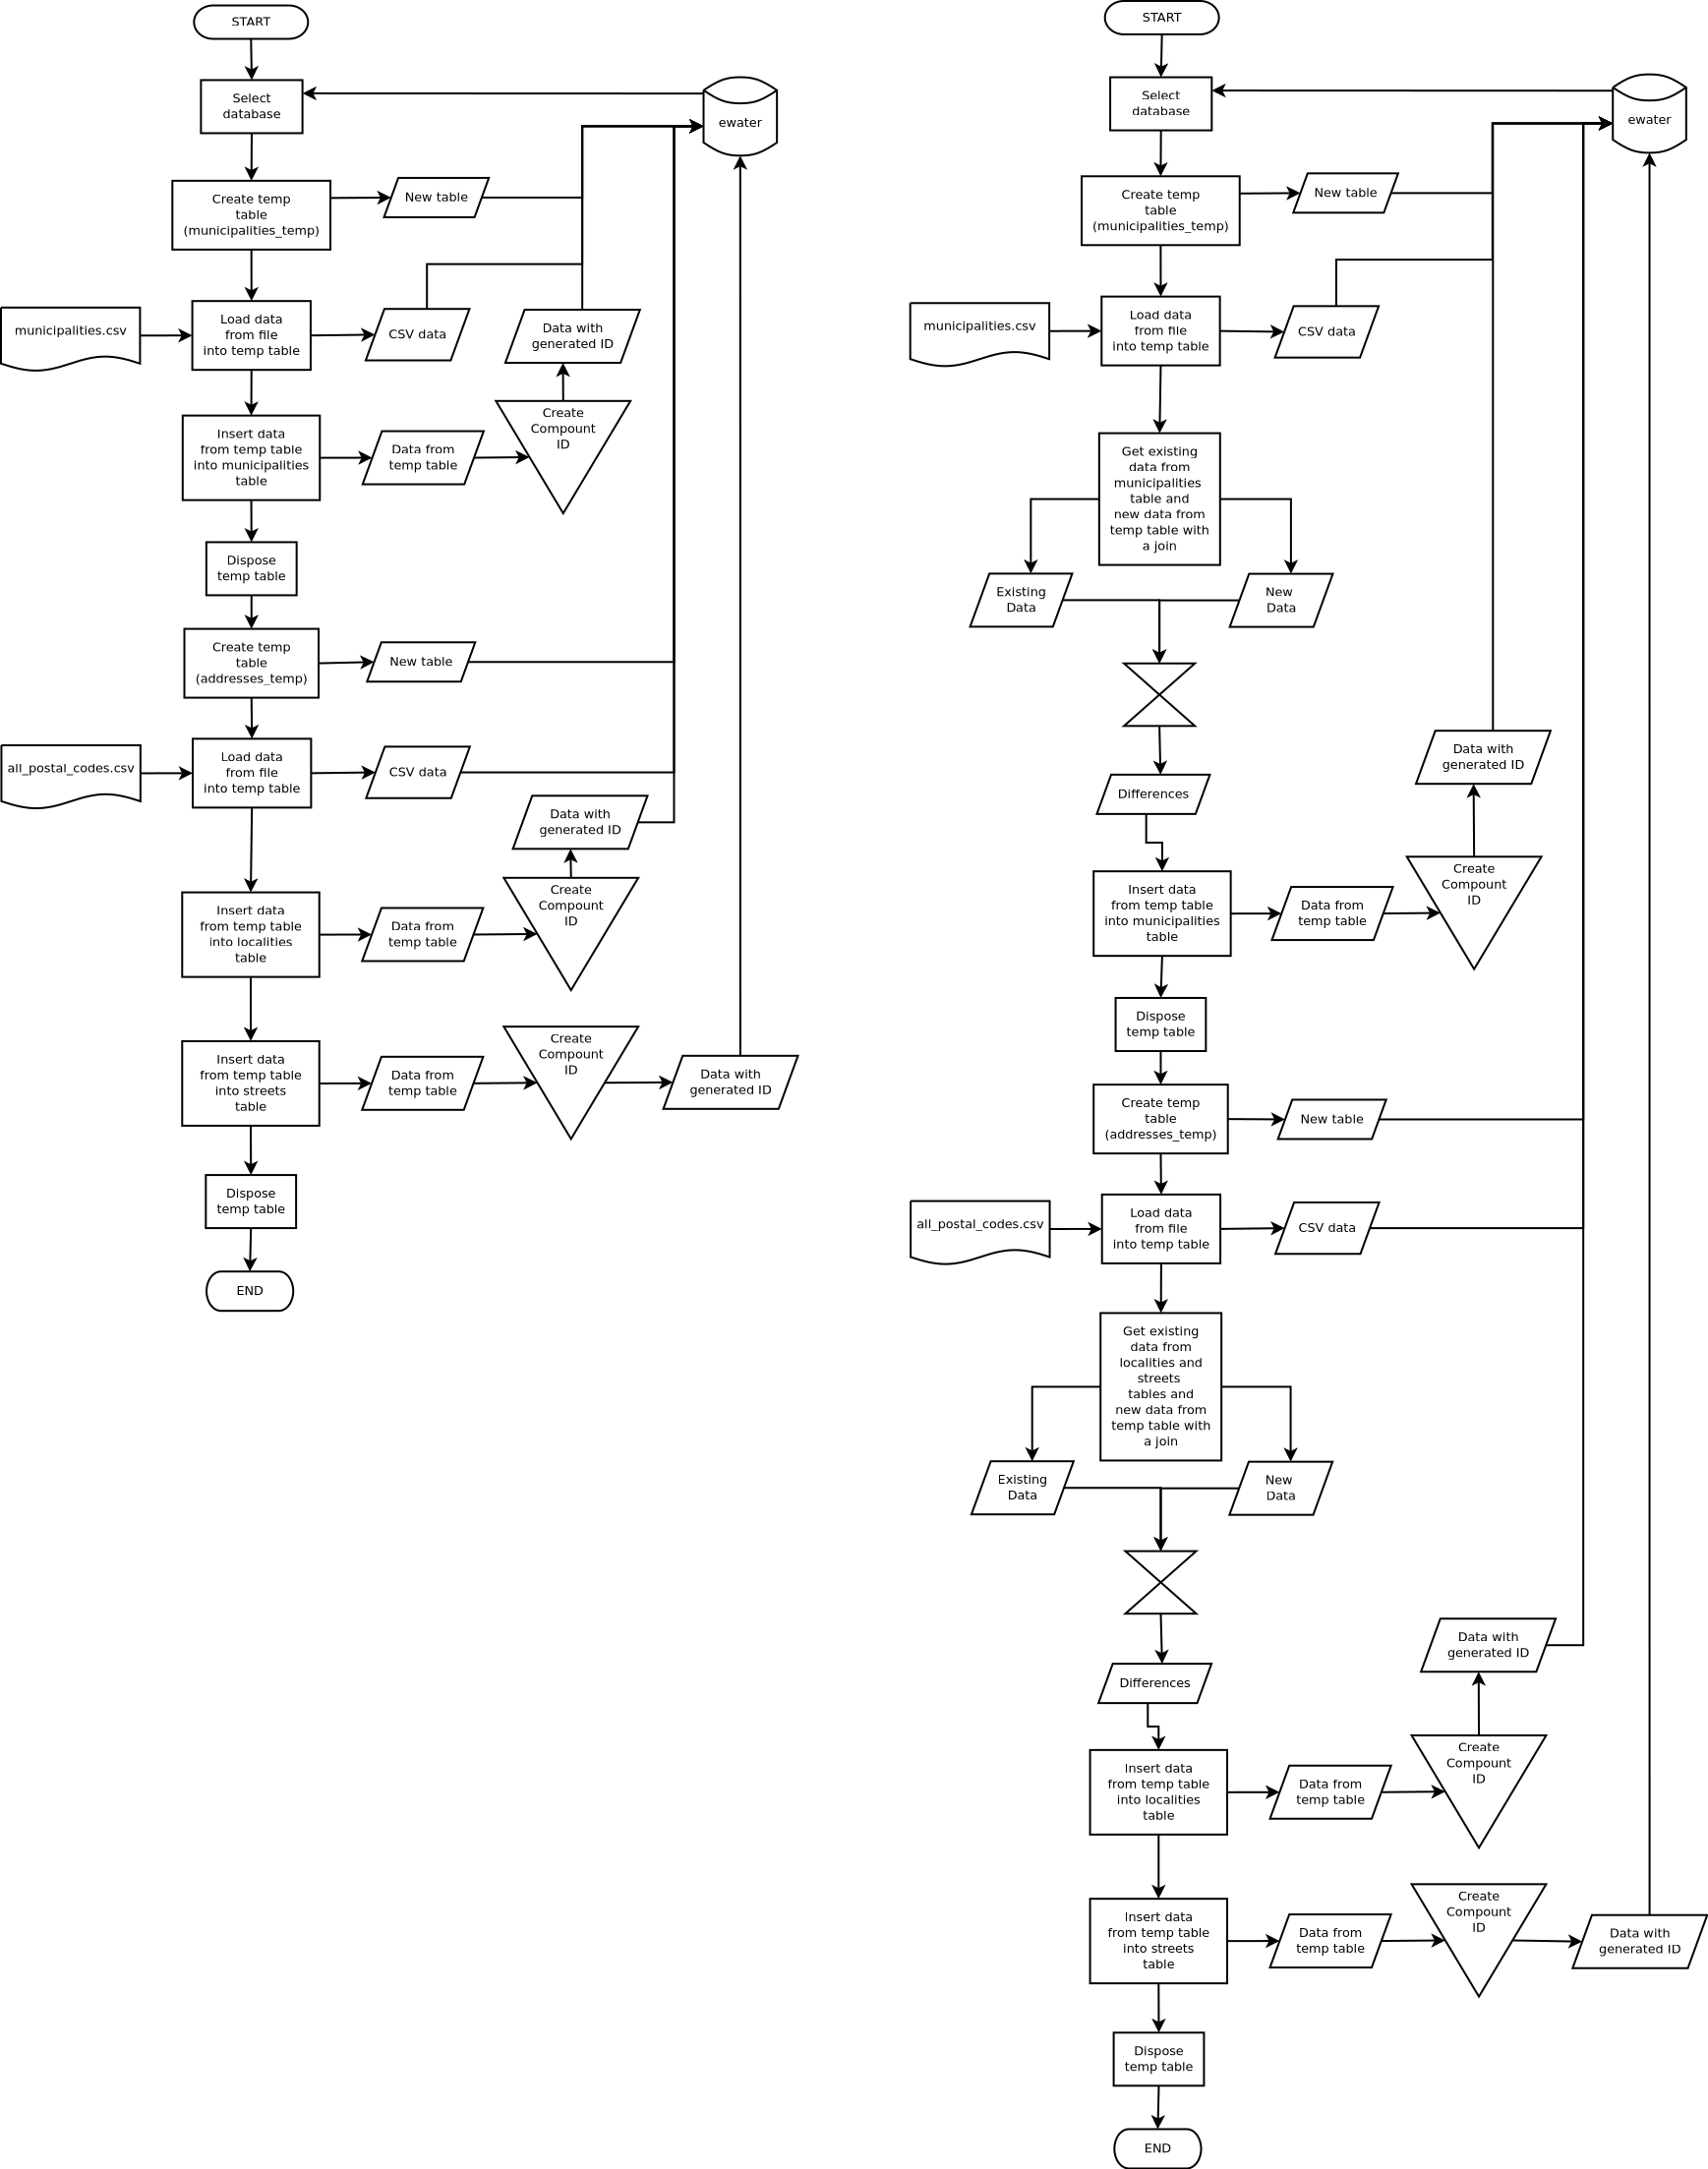 START
Select
database
ewater
Create temp
table
(municipalities_temp)
New table
municipalities.csv
Load data
from file
into temp table
CSV data
Data with
generated ID
Insert data
from temp table
into municipalities
table
Data from
temp table
Create
Compount
ID
Dispose
temp table
Create temp
table
(addresses_temp)
New table
all_postal_codes.csv
Load data
from file
into temp table
CSV data
Data with
generated ID
Insert data
from temp table
into localities
table
Data from
temp table
Create
Compount
ID
Insert data
from temp table
into streets
table
Data from
temp table
Create
Compount
ID
Data with
generated ID
Dispose
temp table
END
START
Select
database
ewater
Create temp
table
(municipalities_temp)
New table
municipalities.csv
Load data
from file
into temp table
CSV data
Get existing
data from
municipalities
table and
new data from
temp table with
a join
Existing
Data
New
Data
Differences
Data with
generated ID
Insert data
from temp table
into municipalities
table
Data from
temp table
Create
Compount
ID
Dispose
temp table
Create temp
table
(addresses_temp)
New table
all_postal_codes.csv
Load data
from file
into temp table
CSV data
Get existing
data from
localities and
streets
tables and
new data from
temp table with
a join
Existing
Data
New
Data
Differences
Data with
generated ID
Insert data
from temp table
into localities
table
Data from
temp table
Create
Compount
ID
Insert data
from temp table
into streets
table
Data from
temp table
Create
Compount
ID
Data with
generated ID
Dispose
temp table
END